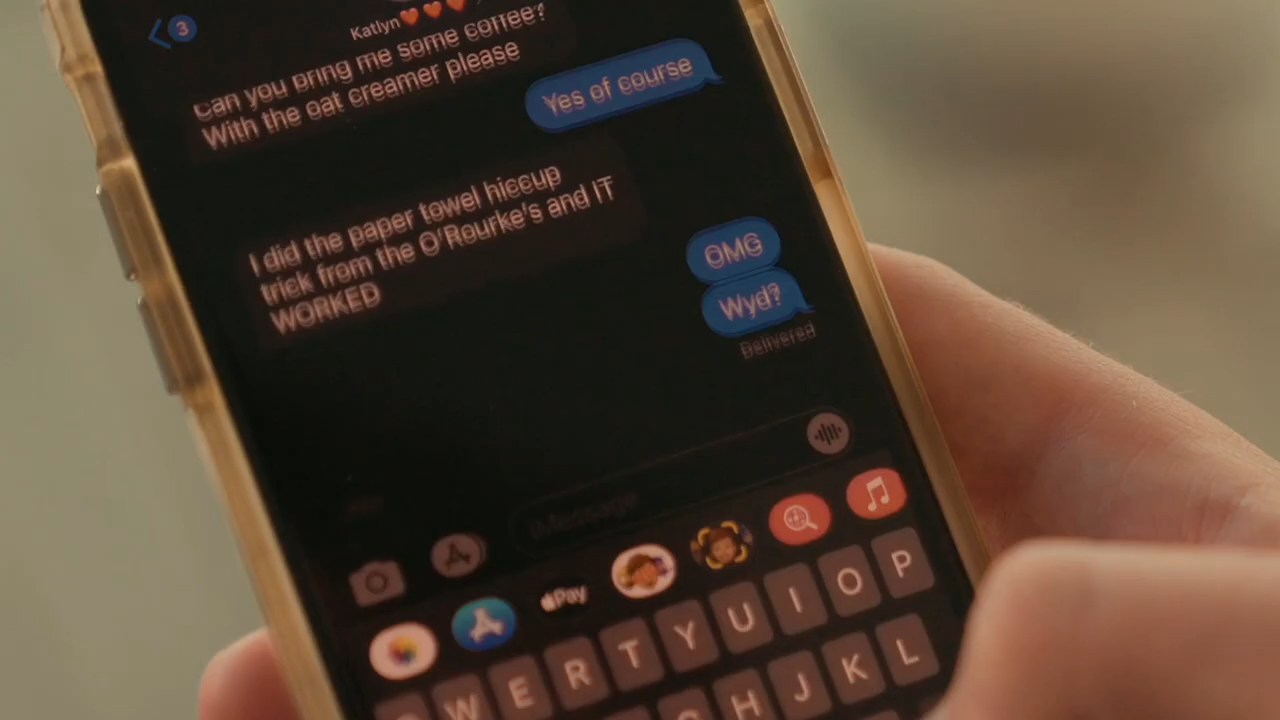 3
Katlyn❤️❤️❤️
Can you bring me some coffee?
With the oat creamer please
Yes of course
I did the paper towel hiccup
trick from the O'Rourke's and IT
WORKED
OMG
Wyd?
Delivered
iMessage
Pay
W E R T Y U I O P
G H J K L